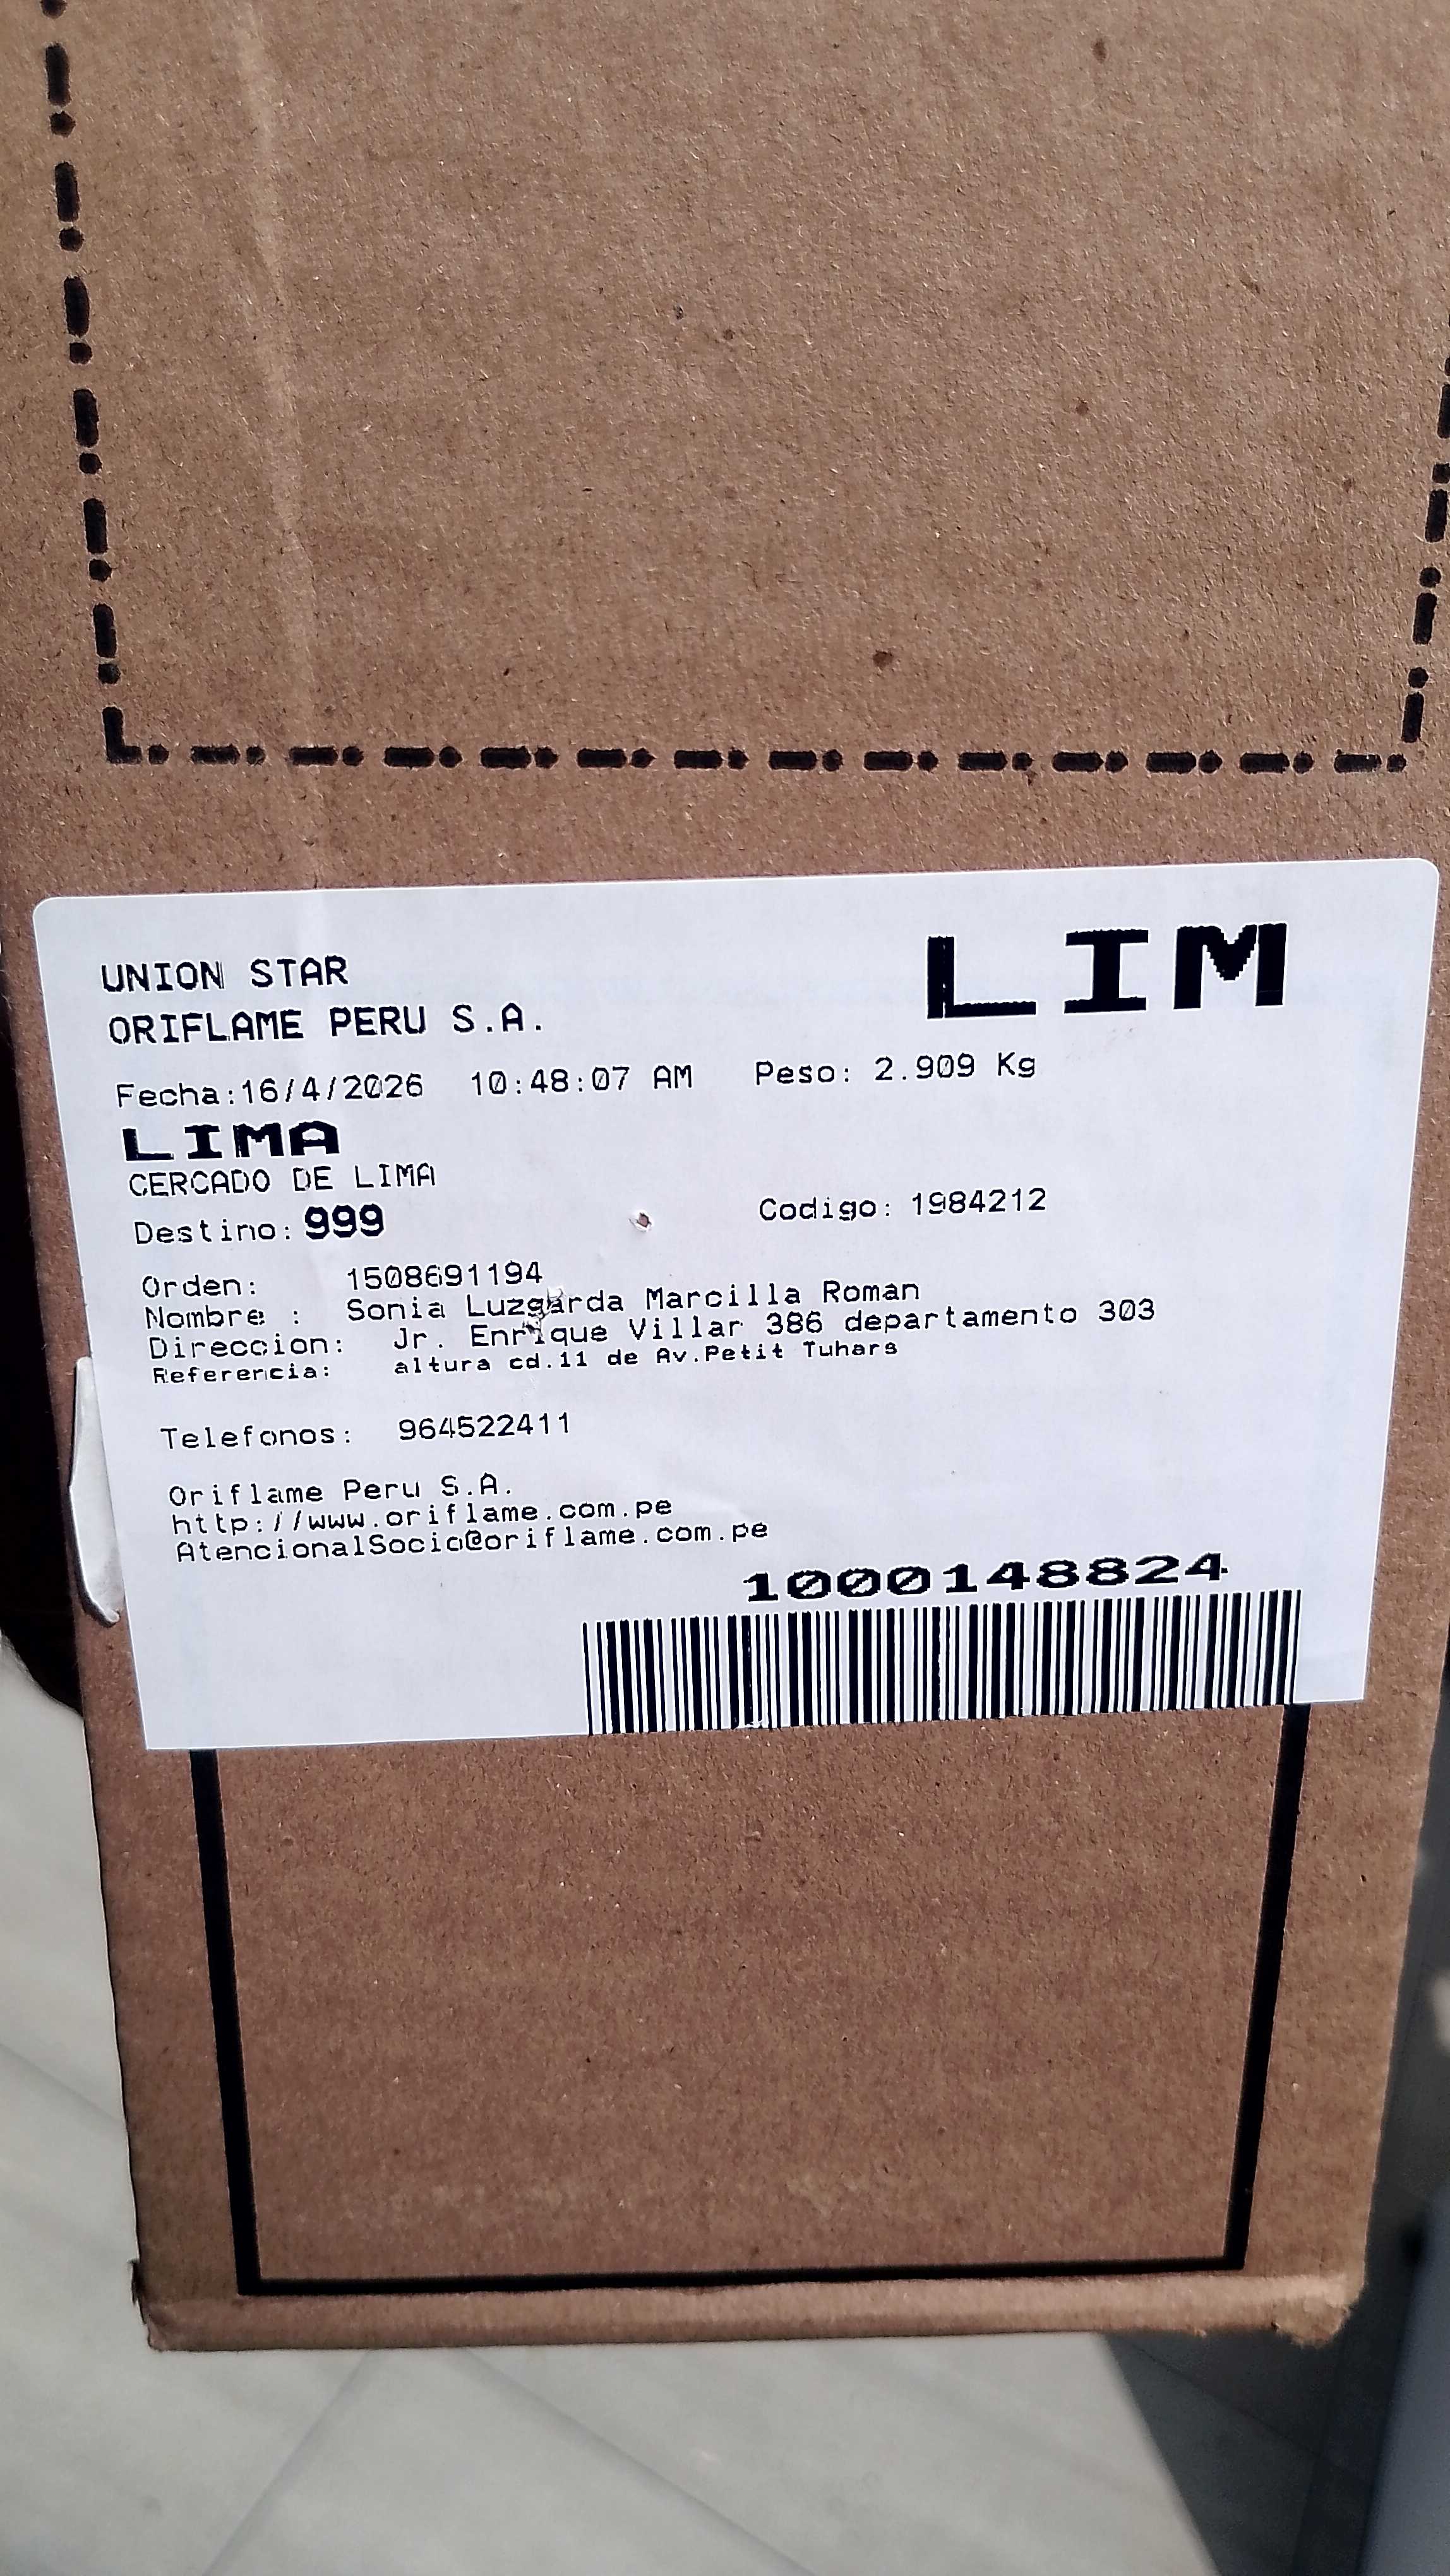 UNION STAR
LIM
ORIFLAME PERU S.A.
Fecha:16/4/2026 10:48:07 AM Peso: 2.909 Kg
LIMA
CERCADO DE LIMA
Destino: 999 Codigo: 1984212
Orden: 1508691194
Nombre : Sonia Luzgarda Marcilla Roman
Direccion: Jr. Enrique Villar 386 departamento 303
Referencia: altura cd.11 de Av.Petit Tuhars
Telefonos: 964522411
Oriflame Peru S.A.
http://www.oriflame.com.pe
AtencionalSocio@oriflame.com.pe
1000148824